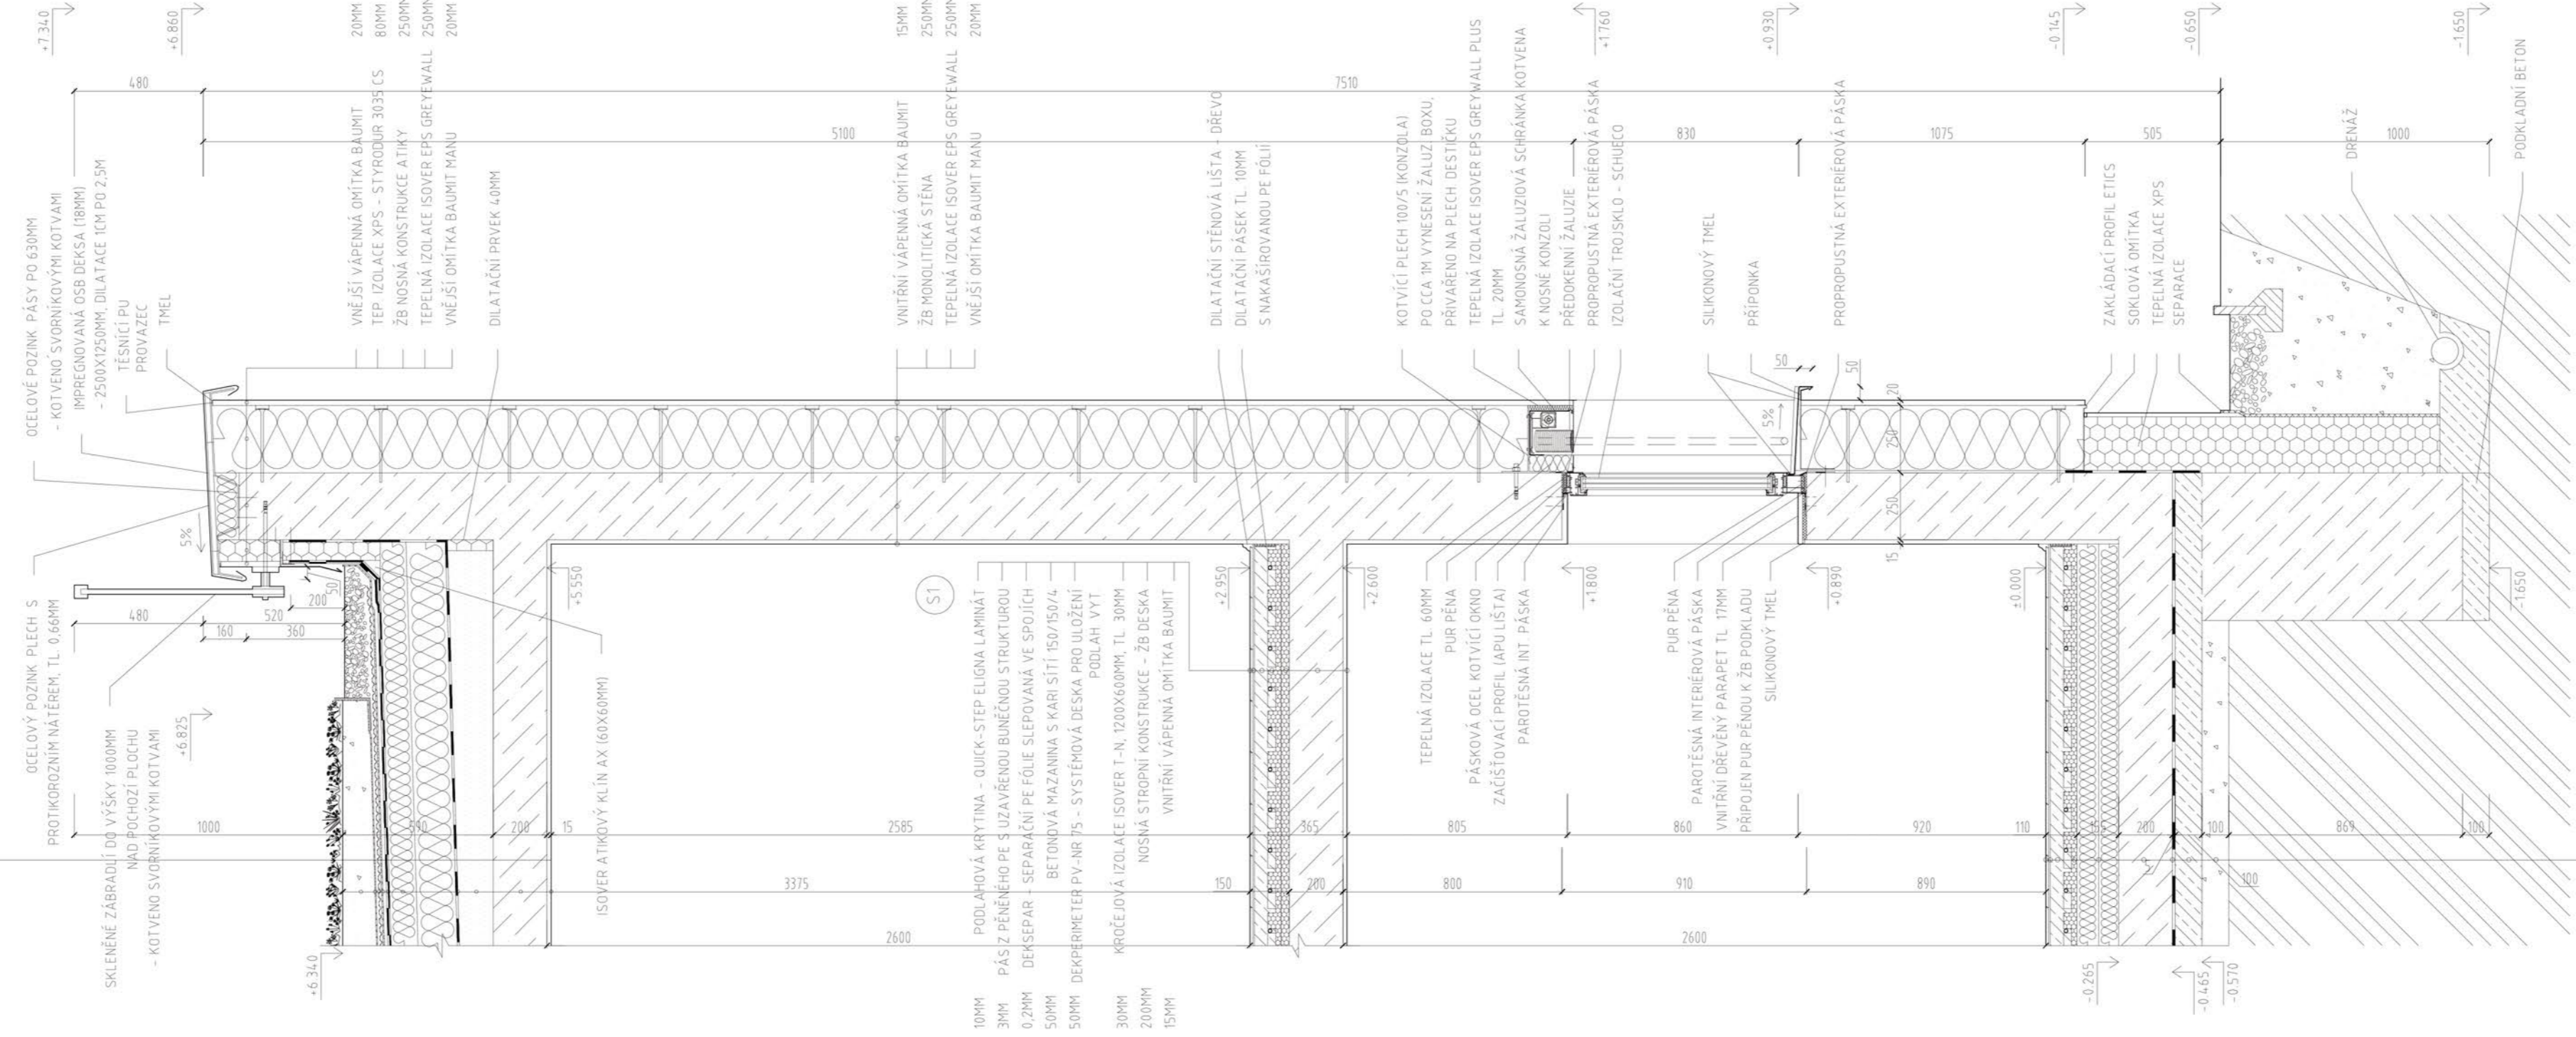 +7.340
+6.860
480
7510
5100
830
1075
505
1000
+1.760
+0.930
-0.145
-0.650
-1.650
OCELOVÉ POZINK. PÁSY PO 630MM
- KOTVENO SVORNÍKOVÝMI KOTVAMI
IMPREGNOVANÁ OSB DEKSA (18MM)
- 2500X1250MM, DILATACE 1CM PO 2,5M
TĚSNÍCÍ PU
PROVAZEC
TMEL
VNĚJŠÍ VÁPENNÁ OMÍTKA BAUMIT 20MM
TEP. IZOLACE XPS - STYRODUR 3035 CS 80MM
ŽB NOSNÁ KONSTRUKCE ATIKY 250MM
TEPELNÁ IZOLACE ISOVER EPS GREYEWALL 250MM
VNĚJŠÍ OMÍTKA BAUMIT MANU 20MM
DILATAČNÍ PRVEK 40MM
VNITŘNÍ VÁPENNÁ OMÍTKA BAUMIT 15MM
ŽB MONOLITICKÁ STĚNA 250MM
TEPELNÁ IZOLACE ISOVER EPS GREYEWALL 250MM
VNĚJŠÍ OMÍTKA BAUMIT MANU 20MM
DILATAČNÍ STĚNOVÁ LIŠTA - DŘEVO
DILATAČNÍ PÁSEK TL. 10MM
S NAKAŠÍROVANOU PE FÓLIÍ
KOTVÍCÍ PLECH 100/5 (KONZOLA)
PO CCA 1M VYNESENÍ ŽALUZ BOXU,
PŘIVAŘENO NA PLECH. DESTIČKU
TEPELNÁ IZOLACE ISOVER EPS GREYWALL PLUS
TL. 20MM
SAMONOSNÁ ŽALUZIOVÁ SCHRÁNKA KOTVENA
K NOSNÉ KONZOLI
PŘEDOKENNÍ ŽALUZIE
PROPROPUSTNÁ EXTERIÉROVÁ PÁSKA
IZOLAČNÍ TROJSKLO - SCHUECO
SILIKONOVÝ TMEL
PŘÍPONKA
PROPROPUSTNÁ EXTERIÉROVÁ PÁSKA
ZAKLÁDACÍ PROFIL ETICS
SOKLOVÁ OMÍTKA
TEPELNÁ IZOLACE XPS
SEPARACE
DRENÁŽ
PODKLADNÍ BETON
5%
50
50
20
5%
250
250
15
OCELOVÝ POZINK PLECH S
PROTIKOROZNÍM NÁTĚREM, TL. 0,66MM
SKLENĚNÉ ZÁBRADLÍ DO VÝŠKY 1000MM
NAD POCHOZÍ PLOCHU
- KOTVENO SVORNÍKOVÝMI KOTVAMI
480
520
200
50
160
360
+6.825
+6.340
ISOVER ATIKOVÝ KLÍN AX (60X60MM)
+5.550
S1
10MM PODLAHOVÁ KRYTINA - QUICK-STEP ELIGNA LAMINÁT
3MM PÁS Z PĚNĚNÉHO PE S UZAVŘENOU BUNĚČNOU STRUKTUROU
0,2MM DEKSEPAR - SEPARAČNÍ PE FÓLIE SLEPOVANÁ VE SPOJÍCH
50MM BETONOVÁ MAZANINA S KARI SÍTÍ 150/150/4
50MM DEKPERIMETER PV-NR 75 - SYSTÉMOVÁ DESKA PRO ULOŽENÍ
PODLAH VYT
30MM KROČEJOVÁ IZOLACE ISOVER T-N, 1200X600MM, TL. 30MM
200MM NOSNÁ STROPNÍ KONSTRUKCE - ŽB DESKA
15MM VNITŘNÍ VÁPENNÁ OMÍTKA BAUMIT
+2.950
+2.600
TEPELNÁ IZOLACE TL. 60MM
PUR PĚNA
PÁSKOVÁ OCEL KOTVÍCÍ OKNO
ZAČIŠŤOVACÍ PROFIL (APU LIŠTA)
PAROTĚSNÁ INT. PÁSKA
+1.800
PUR PĚNA
PAROTĚSNÁ INTERIÉROVÁ PÁSKA
VNITŘNÍ DŘEVĚNÝ PARAPET TL. 17MM
PŘIPOJEN PUR PĚNOU K ŽB PODKLADU
SILIKONOVÝ TMEL
+0.890
±0.000
-1.650
1000
200
15
2585
365
805
860
920
110
200
100
869
100
3375
150
200
800
910
890
100
2600
2600
-0.265
-0.465
-0.570